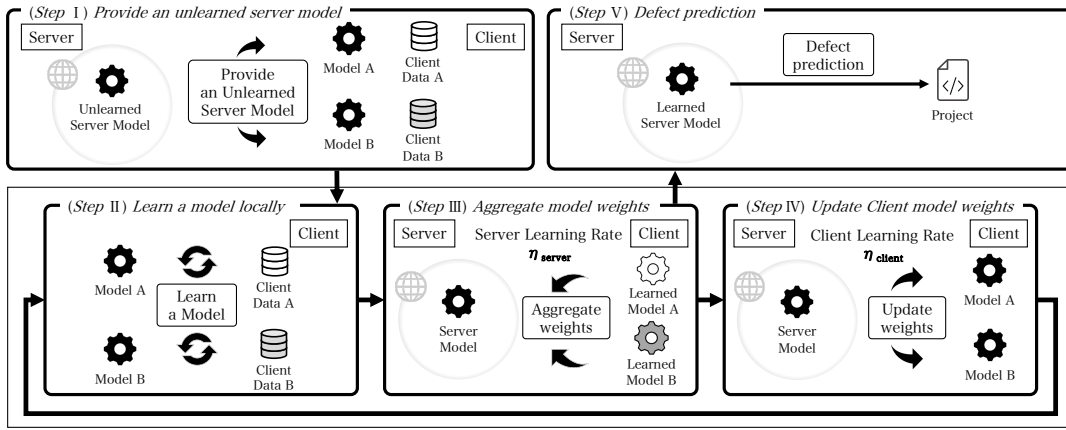 (Step Ⅰ) Provide an unlearned server model
Server
Client
Unlearned
Server Model
Provide
an Unlearned
Server Model
Model A
Client
Data A
Model B
Client
Data B
(Step Ⅴ) Defect prediction
Server
Learned
Server Model
Defect
prediction
</>
Project
(Step Ⅱ) Learn a model locally
Client
Model A
Learn
a Model
Client
Data A
Model B
Client
Data B
(Step Ⅲ) Aggregate model weights
Server
Client
Server Learning Rate
η server
Server
Model
Aggregate
weights
Learned
Model A
Learned
Model B
(Step Ⅳ) Update Client model weights
Server
Client
Client Learning Rate
η client
Server
Model
Update
weights
Model A
Model B